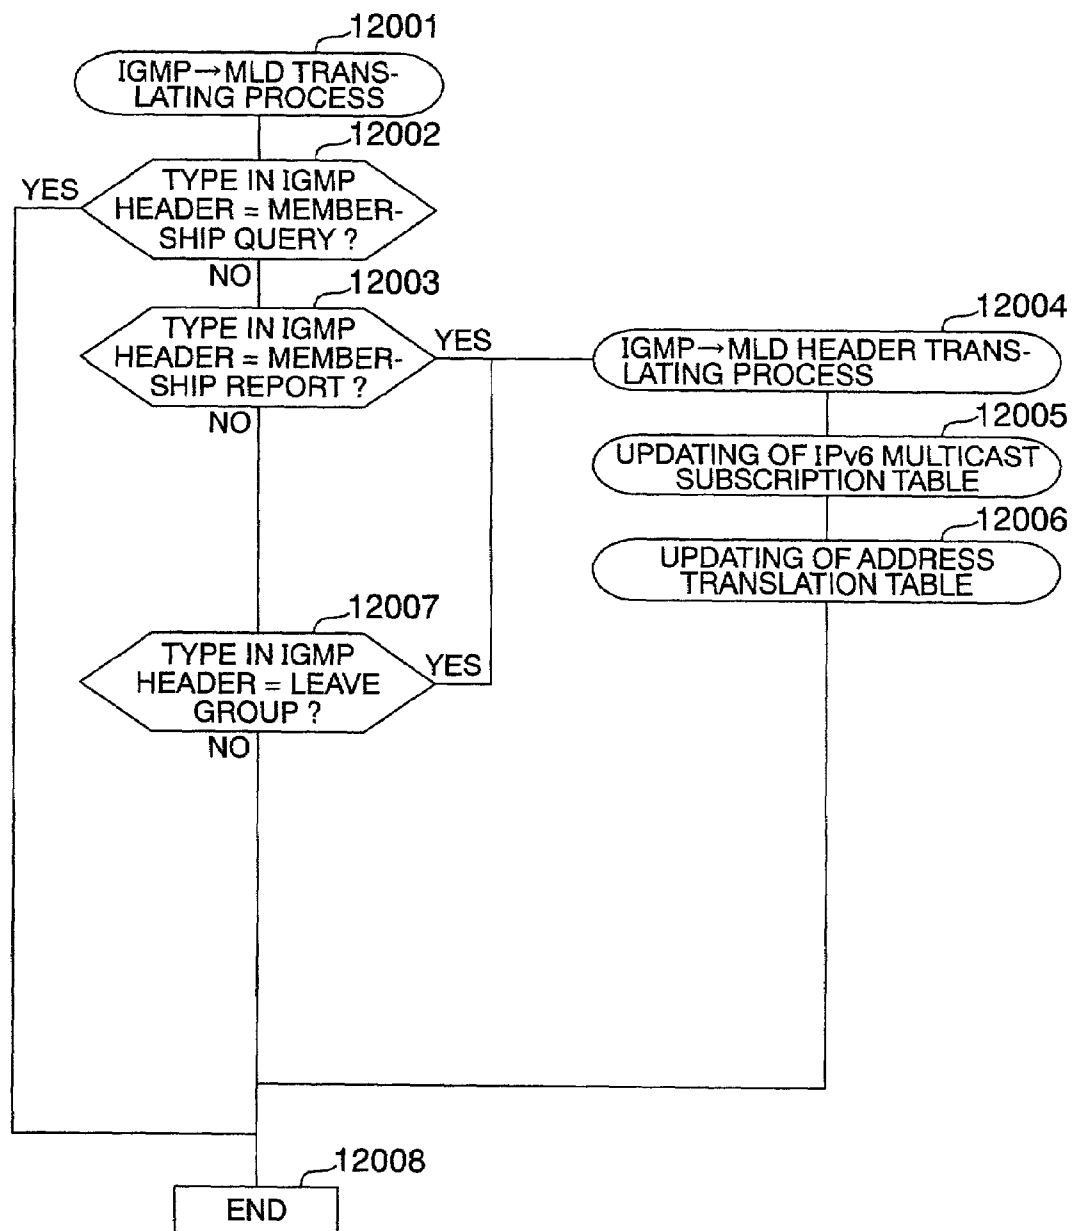 12001
IGMP→MLD TRANS-
LATING PROCESS
12002
YES
TYPE IN IGMP
HEADER = MEMBER-
SHIP QUERY ?
NO
12003
TYPE IN IGMP
HEADER = MEMBER-
SHIP REPORT ?
YES
NO
12004
IGMP→MLD HEADER TRANS-
LATING PROCESS
12005
UPDATING OF IPv6 MULTICAST
SUBSCRIPTION TABLE
12006
UPDATING OF ADDRESS
TRANSLATION TABLE
12007
TYPE IN IGMP
HEADER = LEAVE
GROUP ?
YES
NO
12008
END